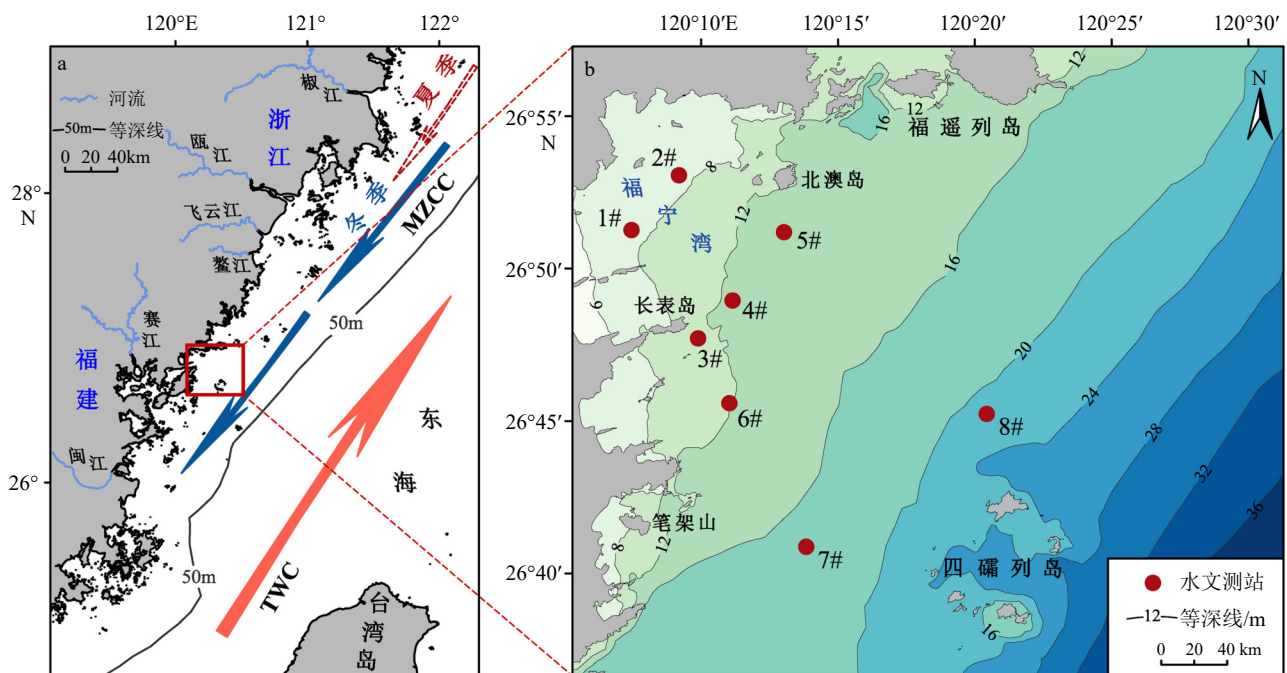 120°E
121°
122°
a
河流
50m 等深线
0 20 40km
椒江
浙江
瓯江
28°
N
飞云江
鳌江
夏季
冬季
MZCC
50m
赛江
福建
闽江
26°
50m
TWC
东海
台湾岛
120°10′E
120°15′
120°20′
120°25′
120°30′
b
N
26°55′
N
26°50′
26°45′
26°40′
12
12
16
福遥列岛
2#
8
北澳岛
福宁湾
1#
12
5#
16
6
长表岛
4#
3#
20
24
6#
8#
28
32
36
笔架山
8
12
7#
四礵列岛
16
水文测站
12 等深线/m
0 20 40 km